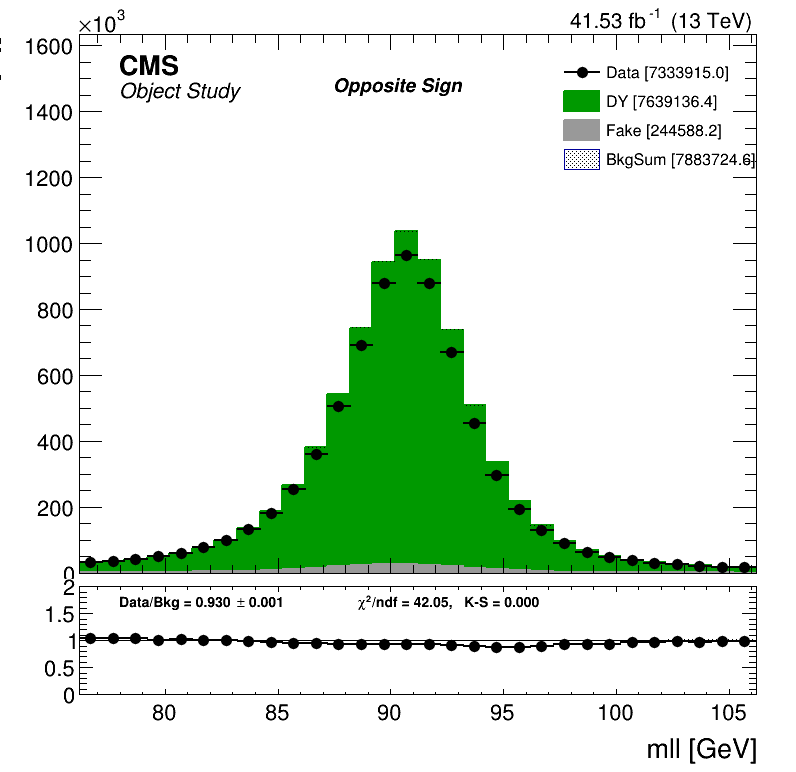 ×10³
41.53 fb⁻¹ (13 TeV)
CMS
Object Study
Opposite Sign
Data [7333915.0]
DY [7639136.4]
Fake [244588.2]
BkgSum [7883724.6]
1600
1400
1200
1000
800
600
400
200
0
Data/Bkg = 0.930 ± 0.001
χ²/ndf = 42.05, K-S = 0.000
2
1.5
1
0.5
0
80 85 90 95 100 105
mll [GeV]